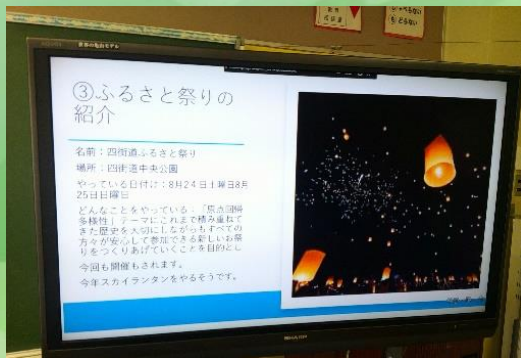 ③ふるさと祭りの
紹介
名前：四街道ふるさと祭り
場所：四街道中央公園
やっている日付け：8月24日土曜日8月
25日日曜日
どんなことをやっている：「原点回帰
多様性」テーマにこれまで積み重ねて
きた歴史を大切にしながらもすべての
方々が安心して参加できる新しいお祭
りをつくりあげていくことを目的とし
今回も開催もされます。
今年スカイランタンをやるそうです。
SHARP